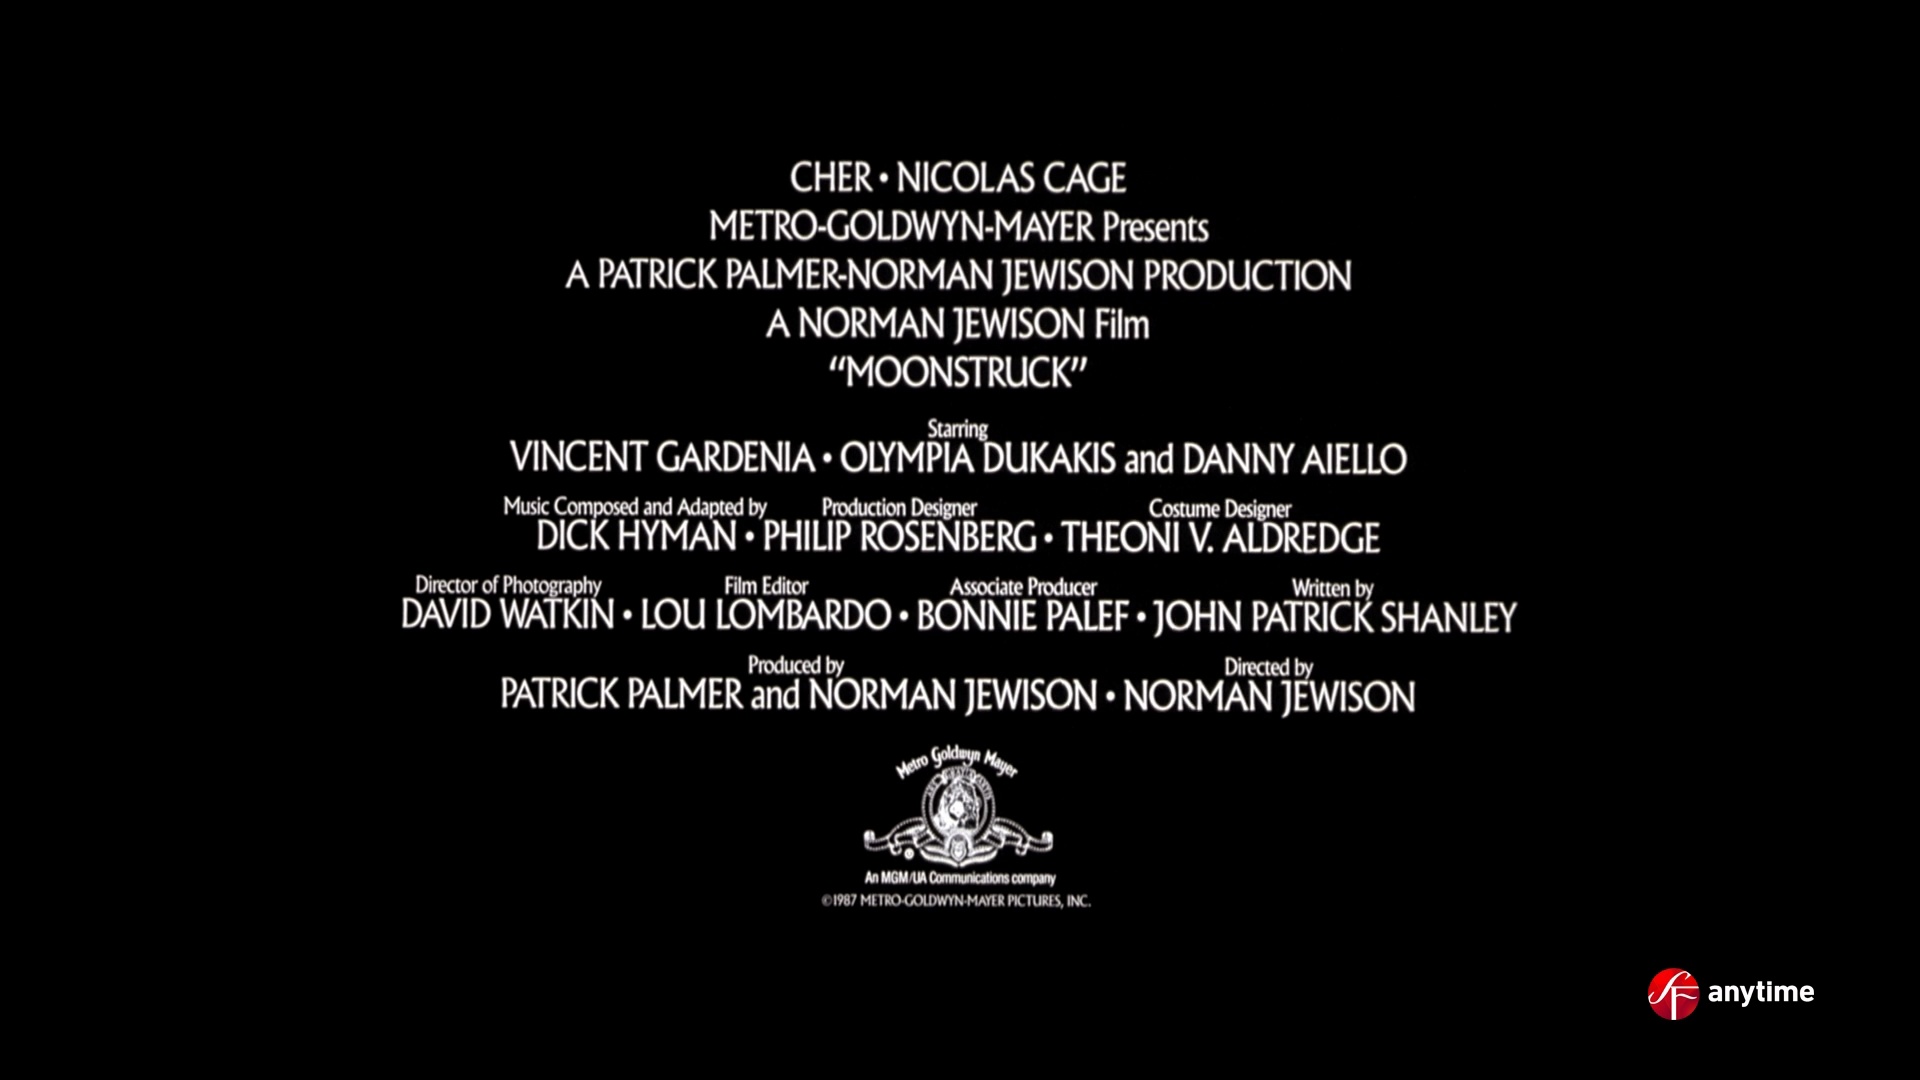 CHER • NICOLAS CAGE
METRO-GOLDWYN-MAYER Presents
A PATRICK PALMER-NORMAN JEWISON PRODUCTION
A NORMAN JEWISON Film
“MOONSTRUCK”
Starring
VINCENT GARDENIA • OLYMPIA DUKAKIS and DANNY AIELLO
Music Composed and Adapted by Production Designer Costume Designer
DICK HYMAN • PHILIP ROSENBERG • THEONI V. ALDREDGE
Director of Photography Film Editor Associate Producer Written by
DAVID WATKIN • LOU LOMBARDO • BONNIE PALEF • JOHN PATRICK SHANLEY
Produced by Directed by
PATRICK PALMER and NORMAN JEWISON • NORMAN JEWISON
Metro Goldwyn Mayer
An MGM/UA Communications company
©1987 METRO-GOLDWYN-MAYER PICTURES, INC.
SF anytime